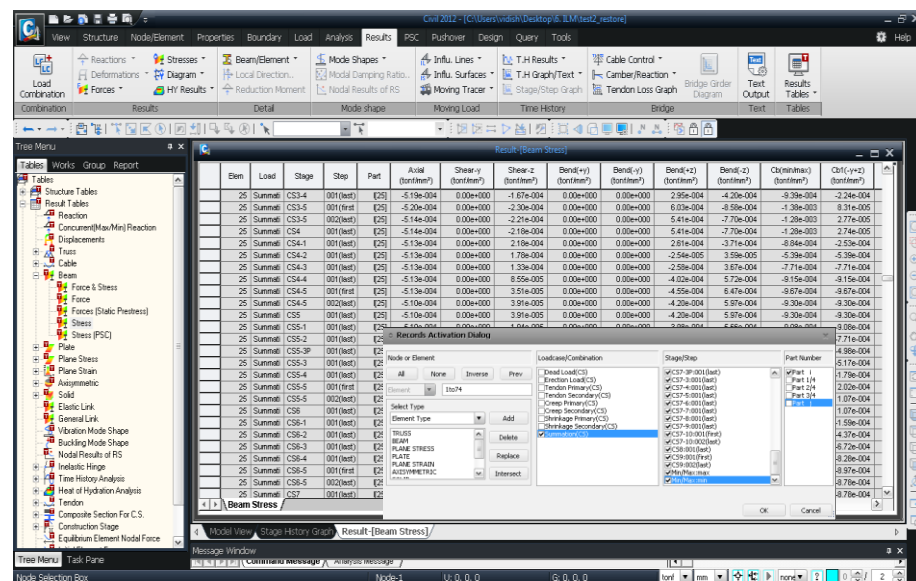 Civil 2012 - [C:\Users\vidish\Desktop\6. ILM\test2_restore]
View Structure Node/Element Properties Boundary Load Analysis Results PSC Pushover Design Query Tools Help
Load Combination
Reactions
Deformations
Forces
Stresses
Diagram
HY Results
Beam/Element
Local Direction...
Reduction Moment
Mode Shapes
Modal Damping Ratio...
Nodal Results of RS
Influ. Lines
Influ. Surfaces
Moving Tracer
T.H Results
T.H Graph/Text
Stage/Step Graph
Cable Control
Camber/Reaction
Tendon Loss Graph
Bridge Girder Diagram
Text Output
Results Tables
Combination Results Detail Mode shape Moving Load Time History Bridge Text Tables
Tree Menu
Tables Works Group Report
Tables
Structure Tables
Result Tables
Reaction
Concurrent(Max/Min) Reaction
Displacements
Truss
Cable
Beam
Force & Stress
Force
Forces (Static Prestress)
Stress
Stress (PSC)
Plate
Plane Stress
Plane Strain
Axisymmetric
Solid
Elastic Link
General Link
Vibration Mode Shape
Buckling Mode Shape
Nodal Results of RS
Inelastic Hinge
Time History Analysis
Heat of Hydration Analysis
Tendon
Composite Section For C.S.
Construction Stage
Equilibrium Element Nodal Force
Tree Menu Task Pane
Result-[Beam Stress]
Elem Load Stage Step Part Axial (tonf/mm²) Shear-y (tonf/mm²) Shear-z (tonf/mm²) Bend(+y) (tonf/mm²) Bend(-y) (tonf/mm²) Bend(+z) (tonf/mm²) Bend(-z) (tonf/mm²) Cb(min/max) (tonf/mm²) Cb1(-y+z) (tonf/mm²)
25 Summati CS3-4 001(last) I[25] -5.19e-004 0.00e+000 -1.67e-004 0.00e+000 0.00e+000 2.95e-004 -4.20e-004 -9.39e-004 -2.24e-004
25 Summati CS3-5 001(first) I[25] -5.20e-004 0.00e+000 -2.30e-004 0.00e+000 0.00e+000 6.03e-004 -8.58e-004 -1.38e-003 8.31e-005
25 Summati CS3-5 002(last) I[25] -5.14e-004 0.00e+000 -2.21e-004 0.00e+000 0.00e+000 5.41e-004 -7.70e-004 -1.28e-003 2.77e-005
25 Summati CS4 001(last) I[25] -5.14e-004 0.00e+000 -2.18e-004 0.00e+000 0.00e+000 5.41e-004 -7.70e-004 -1.28e-003 2.74e-005
25 Summati CS4-1 001(last) I[25] -5.13e-004 0.00e+000 2.18e-004 0.00e+000 0.00e+000 2.61e-004 -3.71e-004 -8.84e-004 -2.53e-004
25 Summati CS4-2 001(last) I[25] -5.13e-004 0.00e+000 1.78e-004 0.00e+000 0.00e+000 -2.54e-005 3.59e-005 -5.39e-004 -5.39e-004
25 Summati CS4-3 001(last) I[25] -5.13e-004 0.00e+000 1.33e-004 0.00e+000 0.00e+000 -2.58e-004 3.67e-004 -7.71e-004 -7.71e-004
25 Summati CS4-4 001(last) I[25] -5.13e-004 0.00e+000 8.55e-005 0.00e+000 0.00e+000 -4.02e-004 5.72e-004 -9.15e-004 -9.15e-004
25 Summati CS4-5 001(first) I[25] -5.13e-004 0.00e+000 3.51e-005 0.00e+000 0.00e+000 -4.55e-004 6.47e-004 -9.67e-004 -9.67e-004
25 Summati CS4-5 002(last) I[25] -5.10e-004 0.00e+000 3.91e-005 0.00e+000 0.00e+000 -4.20e-004 5.97e-004 -9.30e-004 -9.30e-004
25 Summati CS5 001(last) I[25] -5.10e-004 0.00e+000 3.91e-005 0.00e+000 0.00e+000 -4.20e-004 5.97e-004 -9.30e-004 -9.30e-004
25 Summati CS5-1 001(last) -9.08e-004
25 Summati CS5-2 001(last) -7.71e-004
25 Summati CS5-3P 001(last) -4.98e-004
25 Summati CS5-3 001(last) -5.17e-004
25 Summati CS5-4 001(last) -1.79e-004
25 Summati CS5-5 001(first) 2.02e-004
25 Summati CS5-5 002(last) 1.07e-004
25 Summati CS6 001(last) 1.07e-004
25 Summati CS6-1 001(last) -1.59e-004
25 Summati CS6-2 001(last) -4.37e-004
25 Summati CS6-3 001(last) -6.72e-004
25 Summati CS6-4 001(last) -8.28e-004
25 Summati CS6-5 001(first) -8.97e-004
25 Summati CS6-5 002(last) -8.78e-004
25 Summati CS7 001(last) -8.78e-004
Beam Stress
Records Activation Dialog
Node or Element
All None Inverse Prev
Element 1to74
Select Type
Element Type
TRUSS
BEAM
PLANE STRESS
PLATE
PLANE STRAIN
AXISYMMETRIC
Add
Delete
Replace
Intersect
Loadcase/Combination
Dead Load(CS)
Erection Load(CS)
Tendon Primary(CS)
Tendon Secondary(CS)
Creep Primary(CS)
Creep Secondary(CS)
Shrinkage Primary(CS)
Shrinkage Secondary(CS)
Summation(CS)
Stage/Step
CS7-3P:001(last)
CS7-3:001(last)
CS7-4:001(last)
CS7-5:001(last)
CS7-6:001(last)
CS7-7:001(last)
CS7-8:001(last)
CS7-9:001(last)
CS7-10:001(first)
CS7-10:002(last)
CS8:001(last)
CS9:001(first)
CS9:002(last)
Min/Max:max
Min/Max:min
Part Number
Part i
Part 1/4
Part 2/4
Part 3/4
Part j
OK Cancel
Model View Stage History Graph Result-[Beam Stress]
Message Window
Command Message Analysis Message
Node Selection Box Node-1 U: 0, 0, 0 G: 0, 0, 0 tonf mm none ? 0 / 2